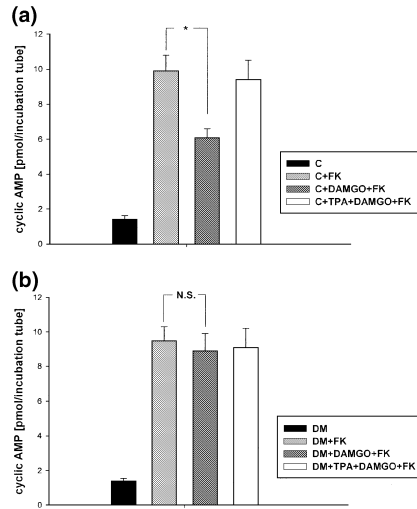 (a)
cyclic AMP [pmol/incubation tube]
12
10
8
6
4
2
0
*
C
C+FK
C+DAMGO+FK
C+TPA+DAMGO+FK
(b)
cyclic AMP [pmol/incubation tube]
12
10
8
6
4
2
0
N.S.
DM
DM+FK
DM+DAMGO+FK
DM+TPA+DAMGO+FK